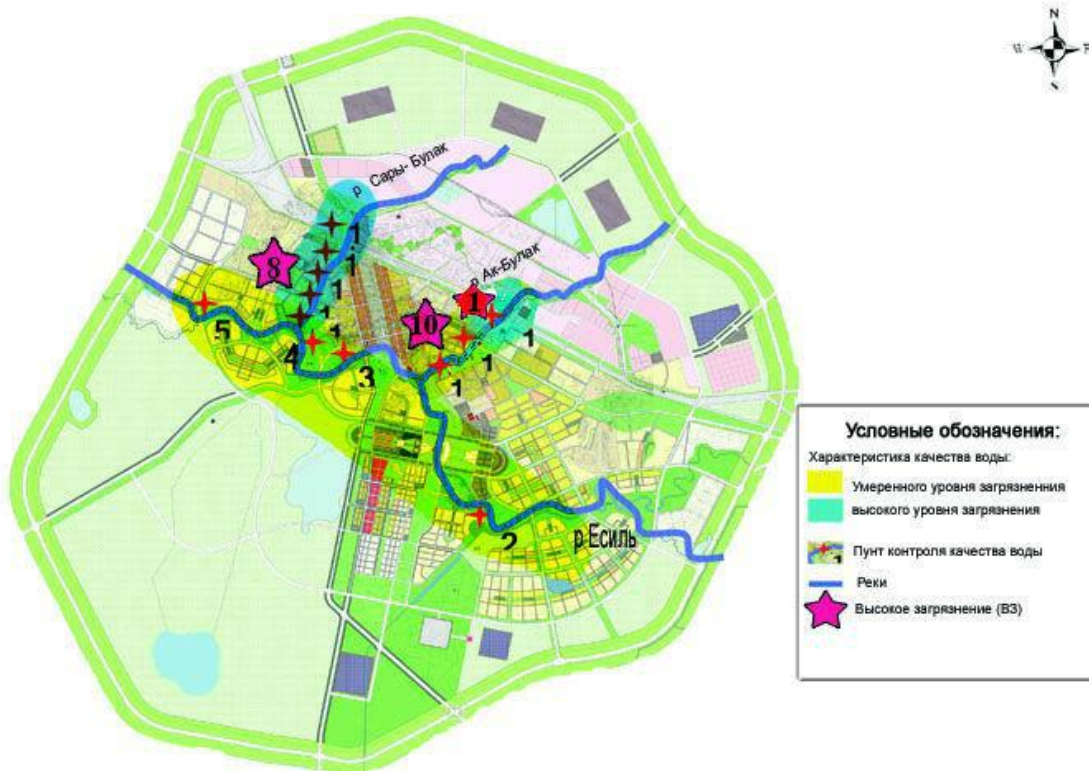 N
W
E
S
р Сары- Булак
1
8
1
р Ак-Булак
1
1
10
5
1
1
4
1
3
1
1
2
р Есиль
Условные обозначения:
Характеристика качества воды:
Умеренного уровня загрязненния
высокого уровня загрязнения
1
Пунт контроля качества воды
Реки
Высокое загрязнение (ВЗ)